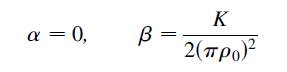 α = 0, β = K / 2(πρ₀)²